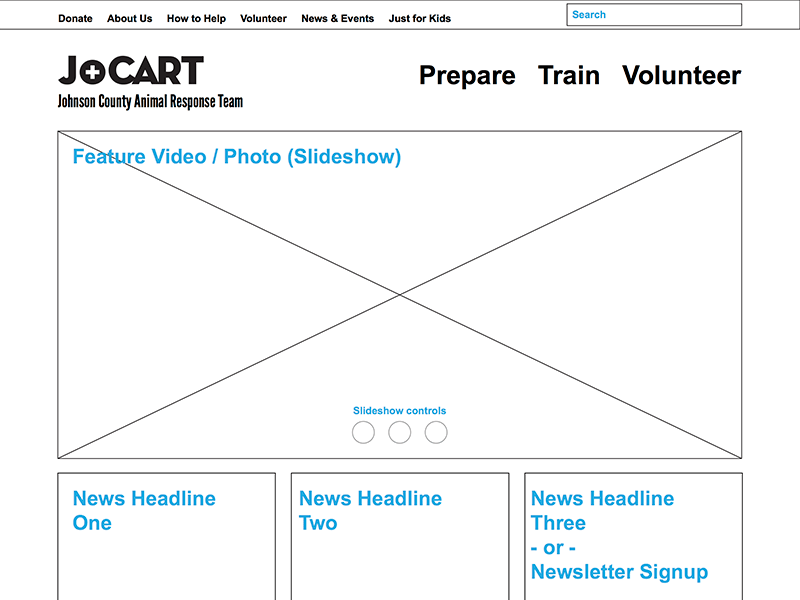 Donate About Us How to Help Volunteer News & Events Just for Kids Search
JoCART
Johnson County Animal Response Team
Prepare Train Volunteer
Feature Video / Photo (Slideshow)
Slideshow controls
News Headline
One
News Headline
Two
News Headline
Three
- or -
Newsletter Signup